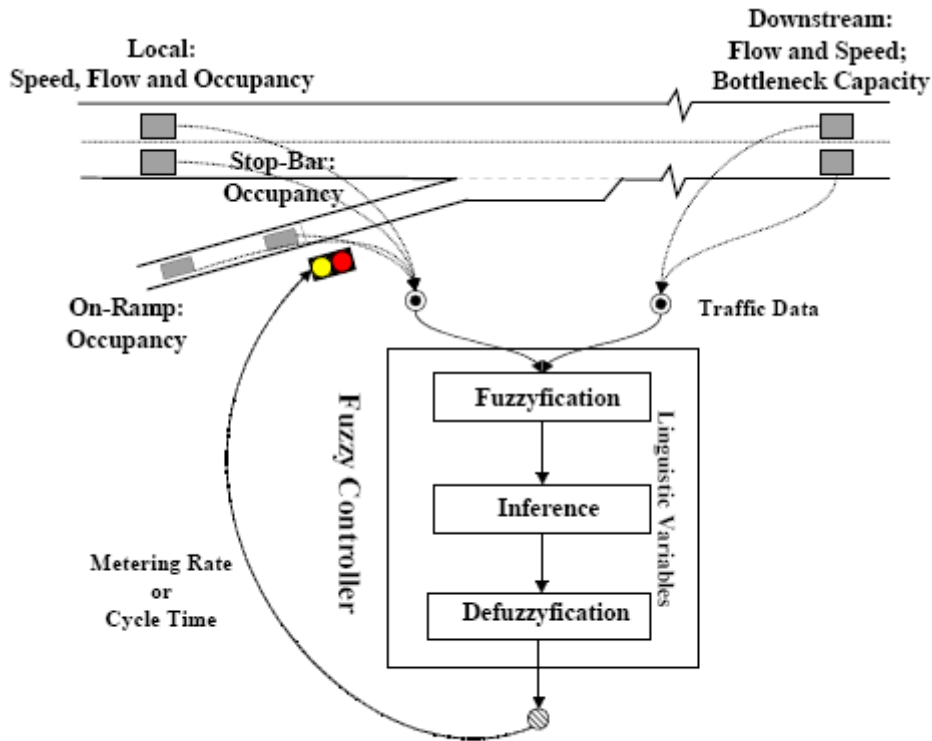 Local:
Speed, Flow and Occupancy
Downstream:
Flow and Speed;
Bottleneck Capacity
Stop-Bar:
Occupancy
On-Ramp:
Occupancy
Traffic Data
Fuzzyfication
Inference
Defuzzyfication
Fuzzy Controller
Linguistic Variables
Metering Rate
or
Cycle Time